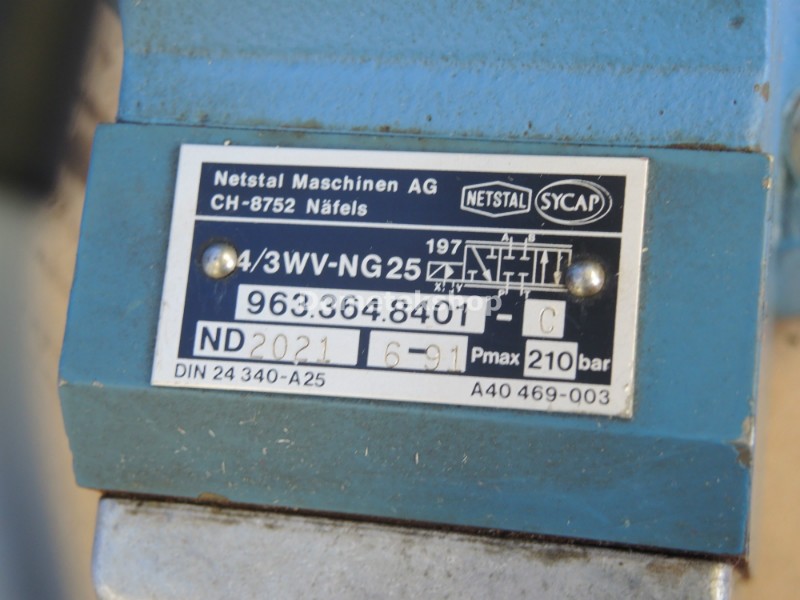 Netstal Maschinen AG
CH-8752 Näfels
NETSTAL SYCAP
197 A B
4/3WV-NG25
X Y P T
963.364.8401 - C
ND 2021 6-91 Pmax 210 bar
DIN 24 340-A25 A40 469-003